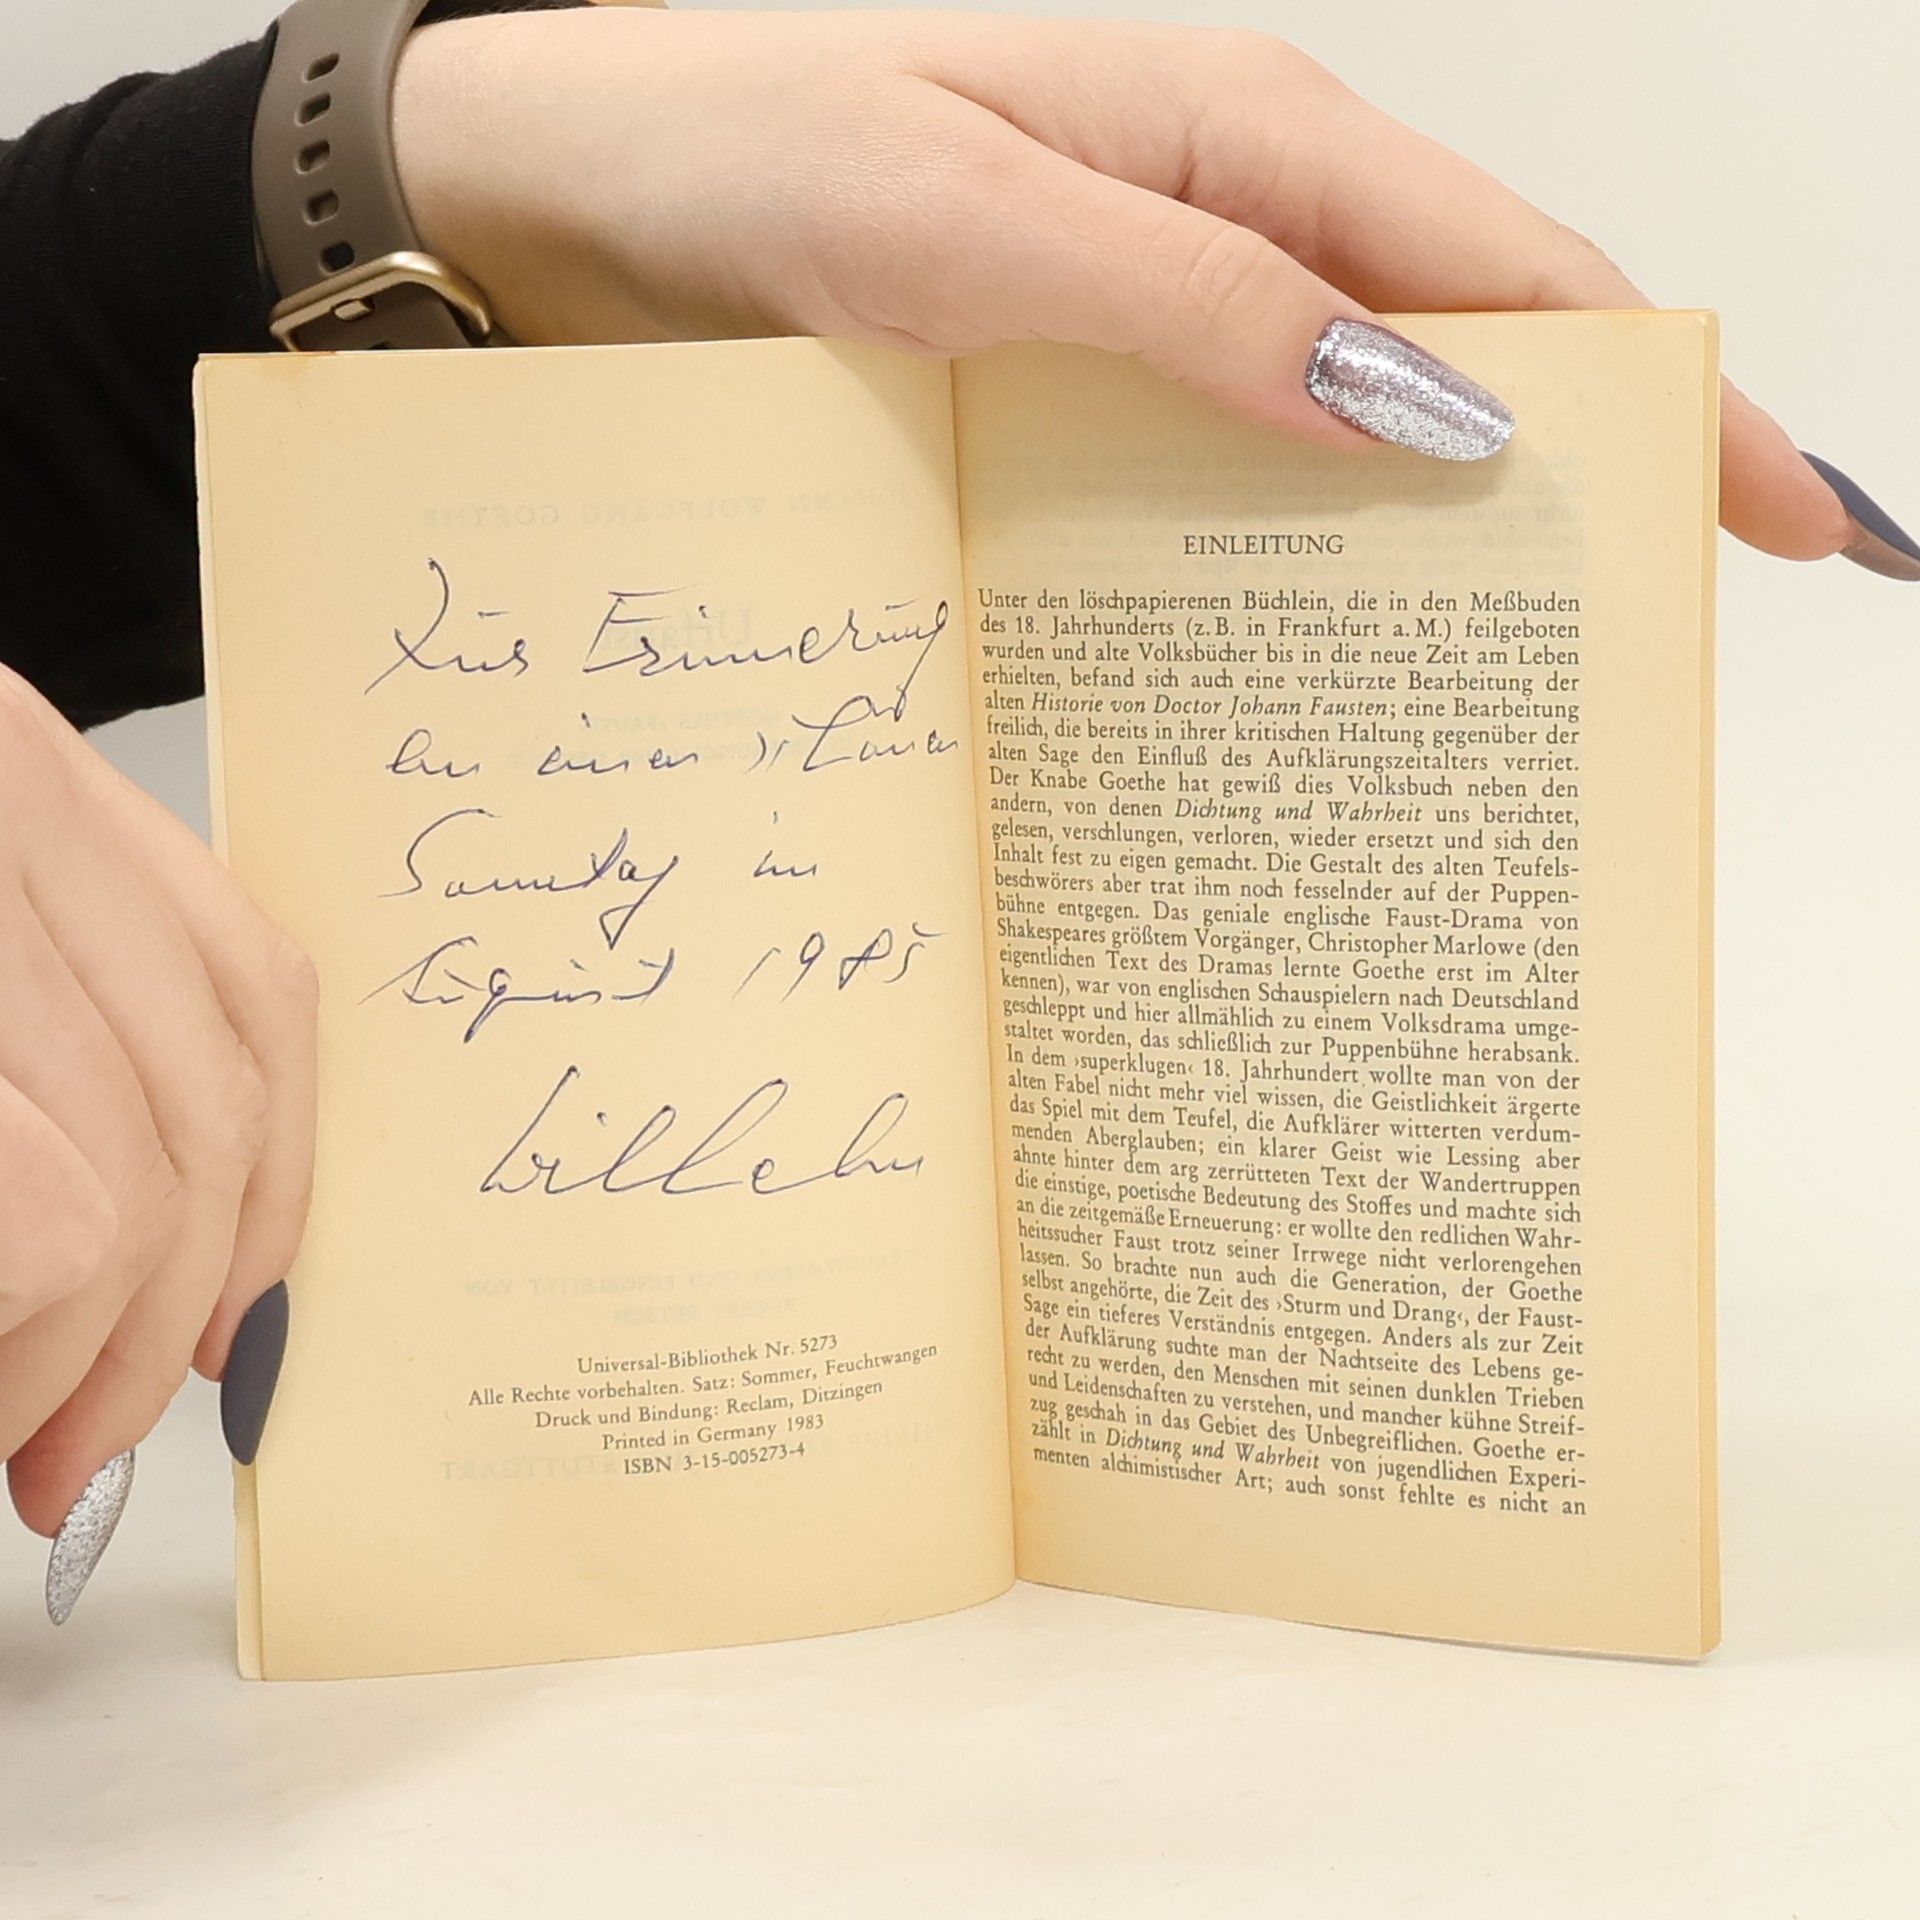 Zur Erinnerung
an einen
Sonntag im
August 1985
Wilhelm
Universal-Bibliothek Nr. 5273
Alle Rechte vorbehalten. Satz: Sommer, Feuchtwangen
Druck und Bindung: Reclam, Ditzingen
Printed in Germany 1983
ISBN 3-15-005273-4
EINLEITUNG
Unter den löschpapierenen Büchlein, die in den Meßbuden
des 18. Jahrhunderts (z. B. in Frankfurt a. M.) feilgeboten
wurden und alte Volksbücher bis in die neue Zeit am Leben
erhielten, befand sich auch eine verkürzte Bearbeitung der
alten Historie von Doctor Johann Fausten; eine Bearbeitung
freilich, die bereits in ihrer kritischen Haltung gegenüber der
alten Sage den Einfluß des Aufklärungszeitalters verriet.
Der Knabe Goethe hat gewiß dies Volksbuch neben den
andern, von denen Dichtung und Wahrheit uns berichtet,
gelesen, verschlungen, verloren, wieder ersetzt und sich den
Inhalt fest zu eigen gemacht. Die Gestalt des alten Teufels-
beschwörers aber trat ihm noch fesselnder auf der Puppen-
bühne entgegen. Das geniale englische Faust-Drama von
Shakespeares größtem Vorgänger, Christopher Marlowe (den
eigentlichen Text des Dramas lernte Goethe erst im Alter
kennen), war von englischen Schauspielern nach Deutschland
geschleppt und hier allmählich zu einem Volksdrama umge-
staltet worden, das schließlich zur Puppenbühne herabsank.
In dem ›superklugen‹ 18. Jahrhundert wollte man von der
alten Fabel nicht mehr viel wissen, die Geistlichkeit ärgerte
das Spiel mit dem Teufel, die Aufklärer witterten verdum-
menden Aberglauben; ein klarer Geist wie Lessing aber
ahnte hinter dem arg zerrütteten Text der Wandertruppen
die einstige, poetische Bedeutung des Stoffes und machte sich
an die zeitgemäße Erneuerung: er wollte den redlichen Wahr-
heitssucher Faust trotz seiner Irrwege nicht verlorengehen
lassen. So brachte nun auch die Generation, der Goethe
selbst angehörte, die Zeit des ›Sturm und Drang‹, der Faust-
Sage ein tieferes Verständnis entgegen. Anders als zur Zeit
der Aufklärung suchte man der Nachtseite des Lebens ge-
recht zu werden, den Menschen mit seinen dunklen Trieben
und Leidenschaften zu verstehen, und mancher kühne Streif-
zug geschah in das Gebiet des Unbegreiflichen. Goethe er-
zählt in Dichtung und Wahrheit von jugendlichen Experi-
menten alchimistischer Art; auch sonst fehlte es nicht an